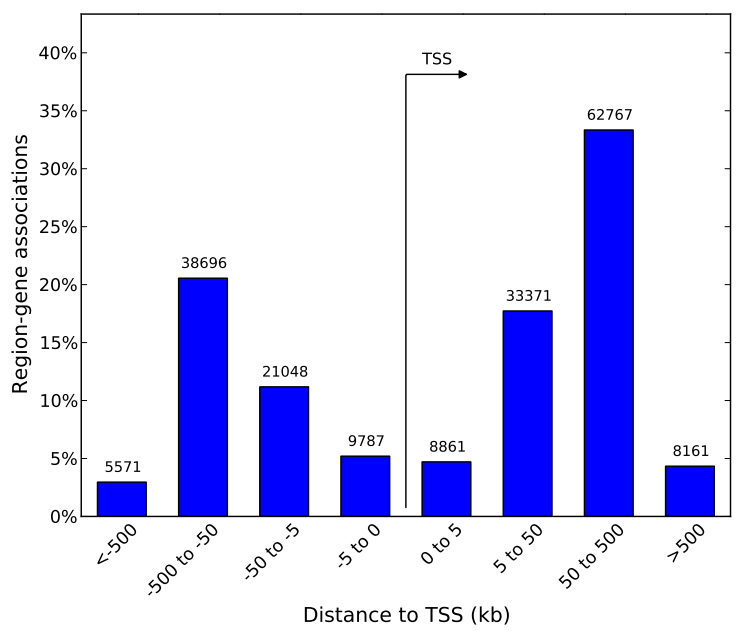 40%
35%
30%
25%
20%
15%
10%
5%
0%
Region-gene associations
TSS
5571
38696
21048
9787
8861
33371
62767
8161
<-500
-500 to -50
-50 to -5
-5 to 0
0 to 5
5 to 50
50 to 500
>500
Distance to TSS (kb)